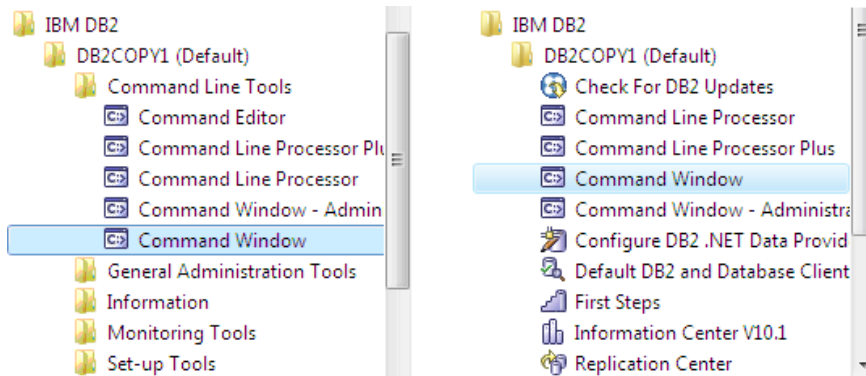 IBM DB2
DB2COPY1 (Default)
Command Line Tools
Command Editor
Command Line Processor Plu
Command Line Processor
Command Window - Admin
Command Window
General Administration Tools
Information
Monitoring Tools
Set-up Tools
IBM DB2
DB2COPY1 (Default)
Check For DB2 Updates
Command Line Processor
Command Line Processor Plus
Command Window
Command Window - Administra
Configure DB2 .NET Data Provid
Default DB2 and Database Client
First Steps
Information Center V10.1
Replication Center